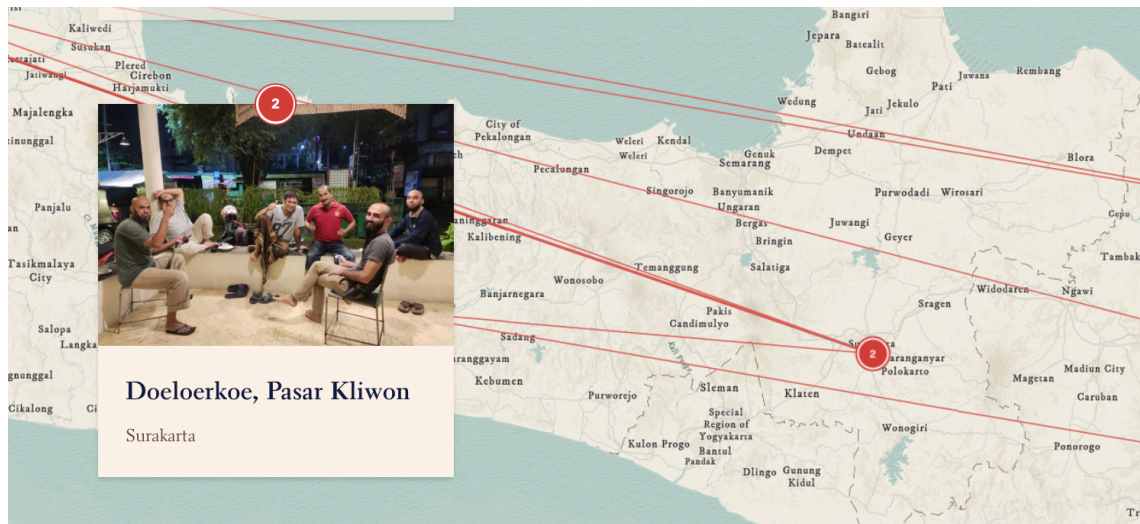 Kaliwedi
Susukan
Jatiwangi
Plered
Cirebon
Harjamukti
Majalengka
Panjalu
Tasikmalaya
City
Salopa
Cikalong
2
Doeloerkoe, Pasar Kliwon
Surakarta
City of
Pekalongan
Pecalungan
Kalibening
Banjarnegara
Wonosobo
Sadang
Kebumen
Purworejo
Weleri
Weleri
Kendal
Singorojo
Temanggung
Pakis
Candimulyo
Kali Progo
Sleman
Special
Region of
Yogyakarta
Kulon Progo
Bantul
Pandak
Dlingo
Gunung
Kidul
Genuk
Semarang
Banyumanik
Ungaran
Bergas
Bringin
Salatiga
Klaten
Bangsri
Jepara
Batealit
Gebog
Pati
Juwana
Rembang
Wedung
Jati
Jekulo
Undaan
Dempet
Blora
Purwodadi
Wirosari
Juwangi
Geyer
Cepu
Widodaren
Ngawi
Sragen
2
Polokarto
Magetan
Madiun City
Caruban
Wonogiri
Ponorogo